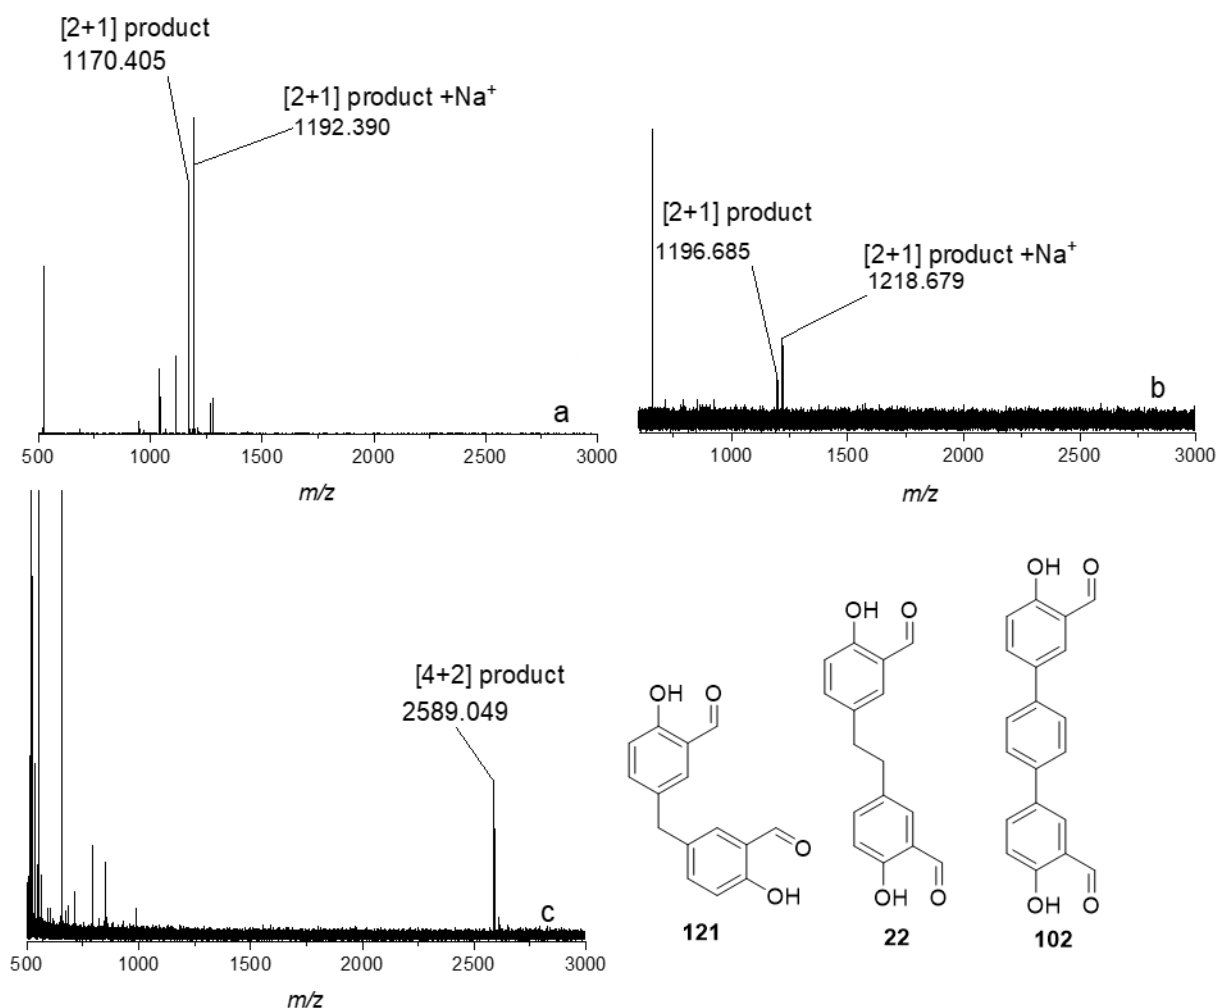 [2+1] product
1170.405
[2+1] product +Na⁺
1192.390
a
500 1000 1500 2000 2500 3000
m/z
[2+1] product
1196.685
[2+1] product +Na⁺
1218.679
b
1000 1500 2000 2500 3000
m/z
[4+2] product
2589.049
c
500 1000 1500 2000 2500 3000
m/z
OH O
O
OH
121
OH O
OH O
22
OH O
OH O
102